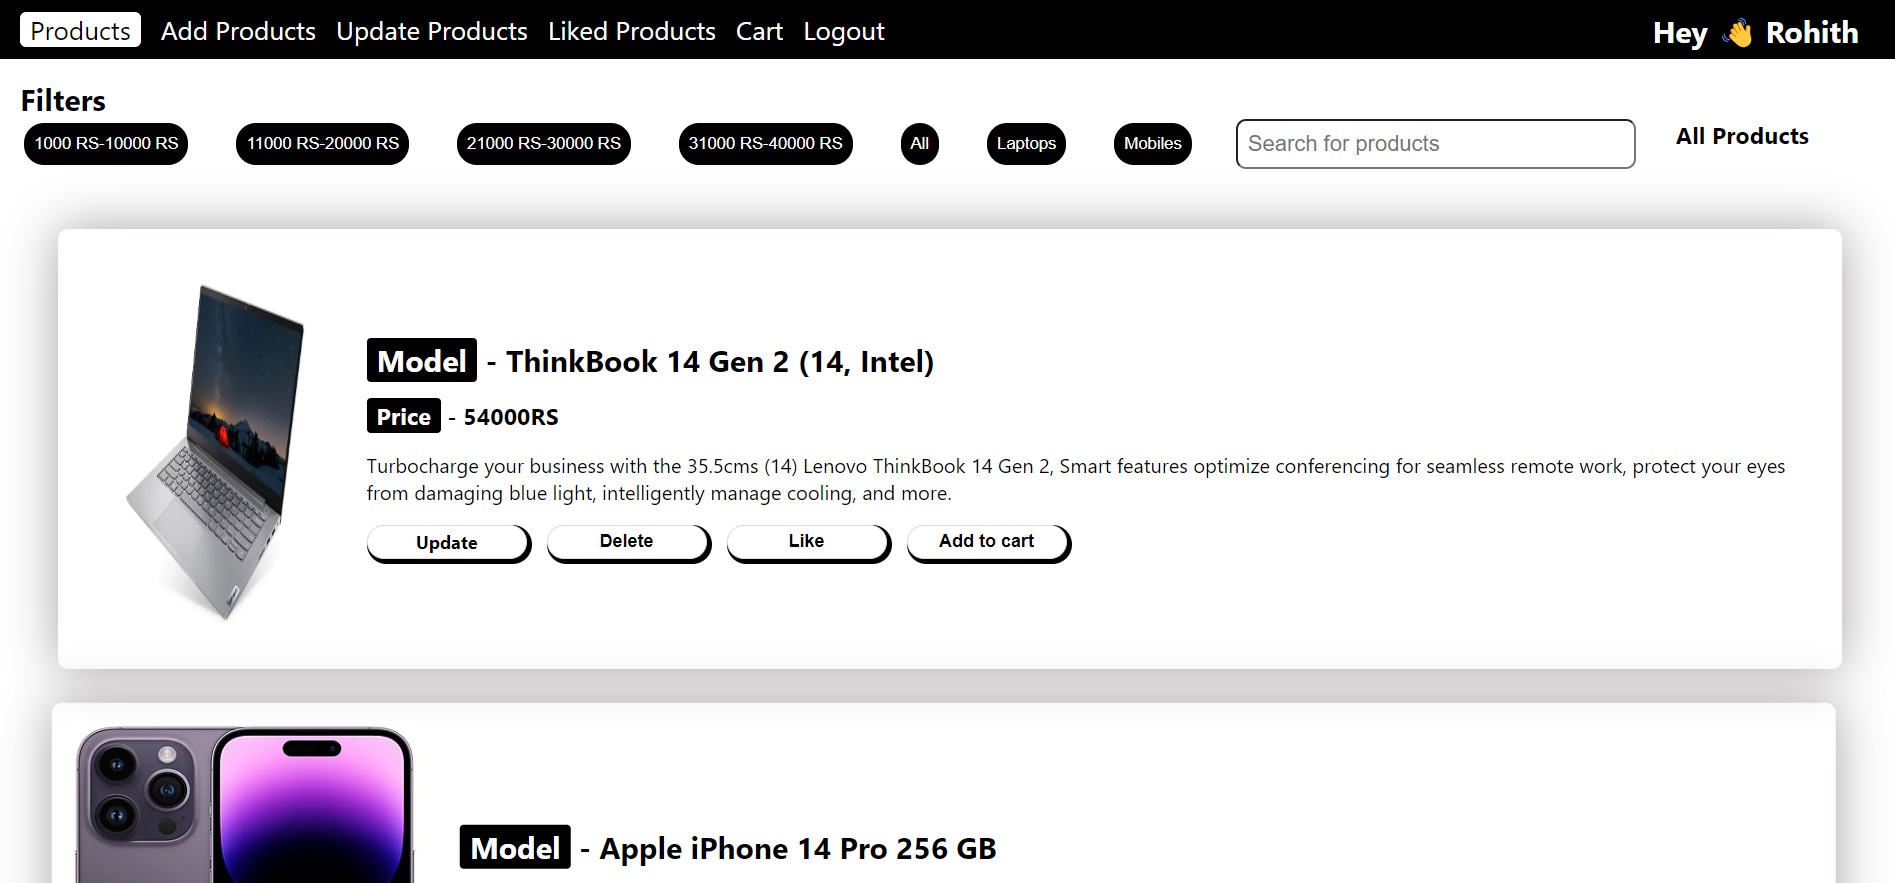 Products Add Products Update Products Liked Products Cart Logout Hey 👋 Rohith
Filters
1000 RS-10000 RS 11000 RS-20000 RS 21000 RS-30000 RS 31000 RS-40000 RS All Laptops Mobiles Search for products All Products
Model - ThinkBook 14 Gen 2 (14, Intel)
Price - 54000RS
Turbocharge your business with the 35.5cms (14) Lenovo ThinkBook 14 Gen 2, Smart features optimize conferencing for seamless remote work, protect your eyes
from damaging blue light, intelligently manage cooling, and more.
Update Delete Like Add to cart
Model - Apple iPhone 14 Pro 256 GB